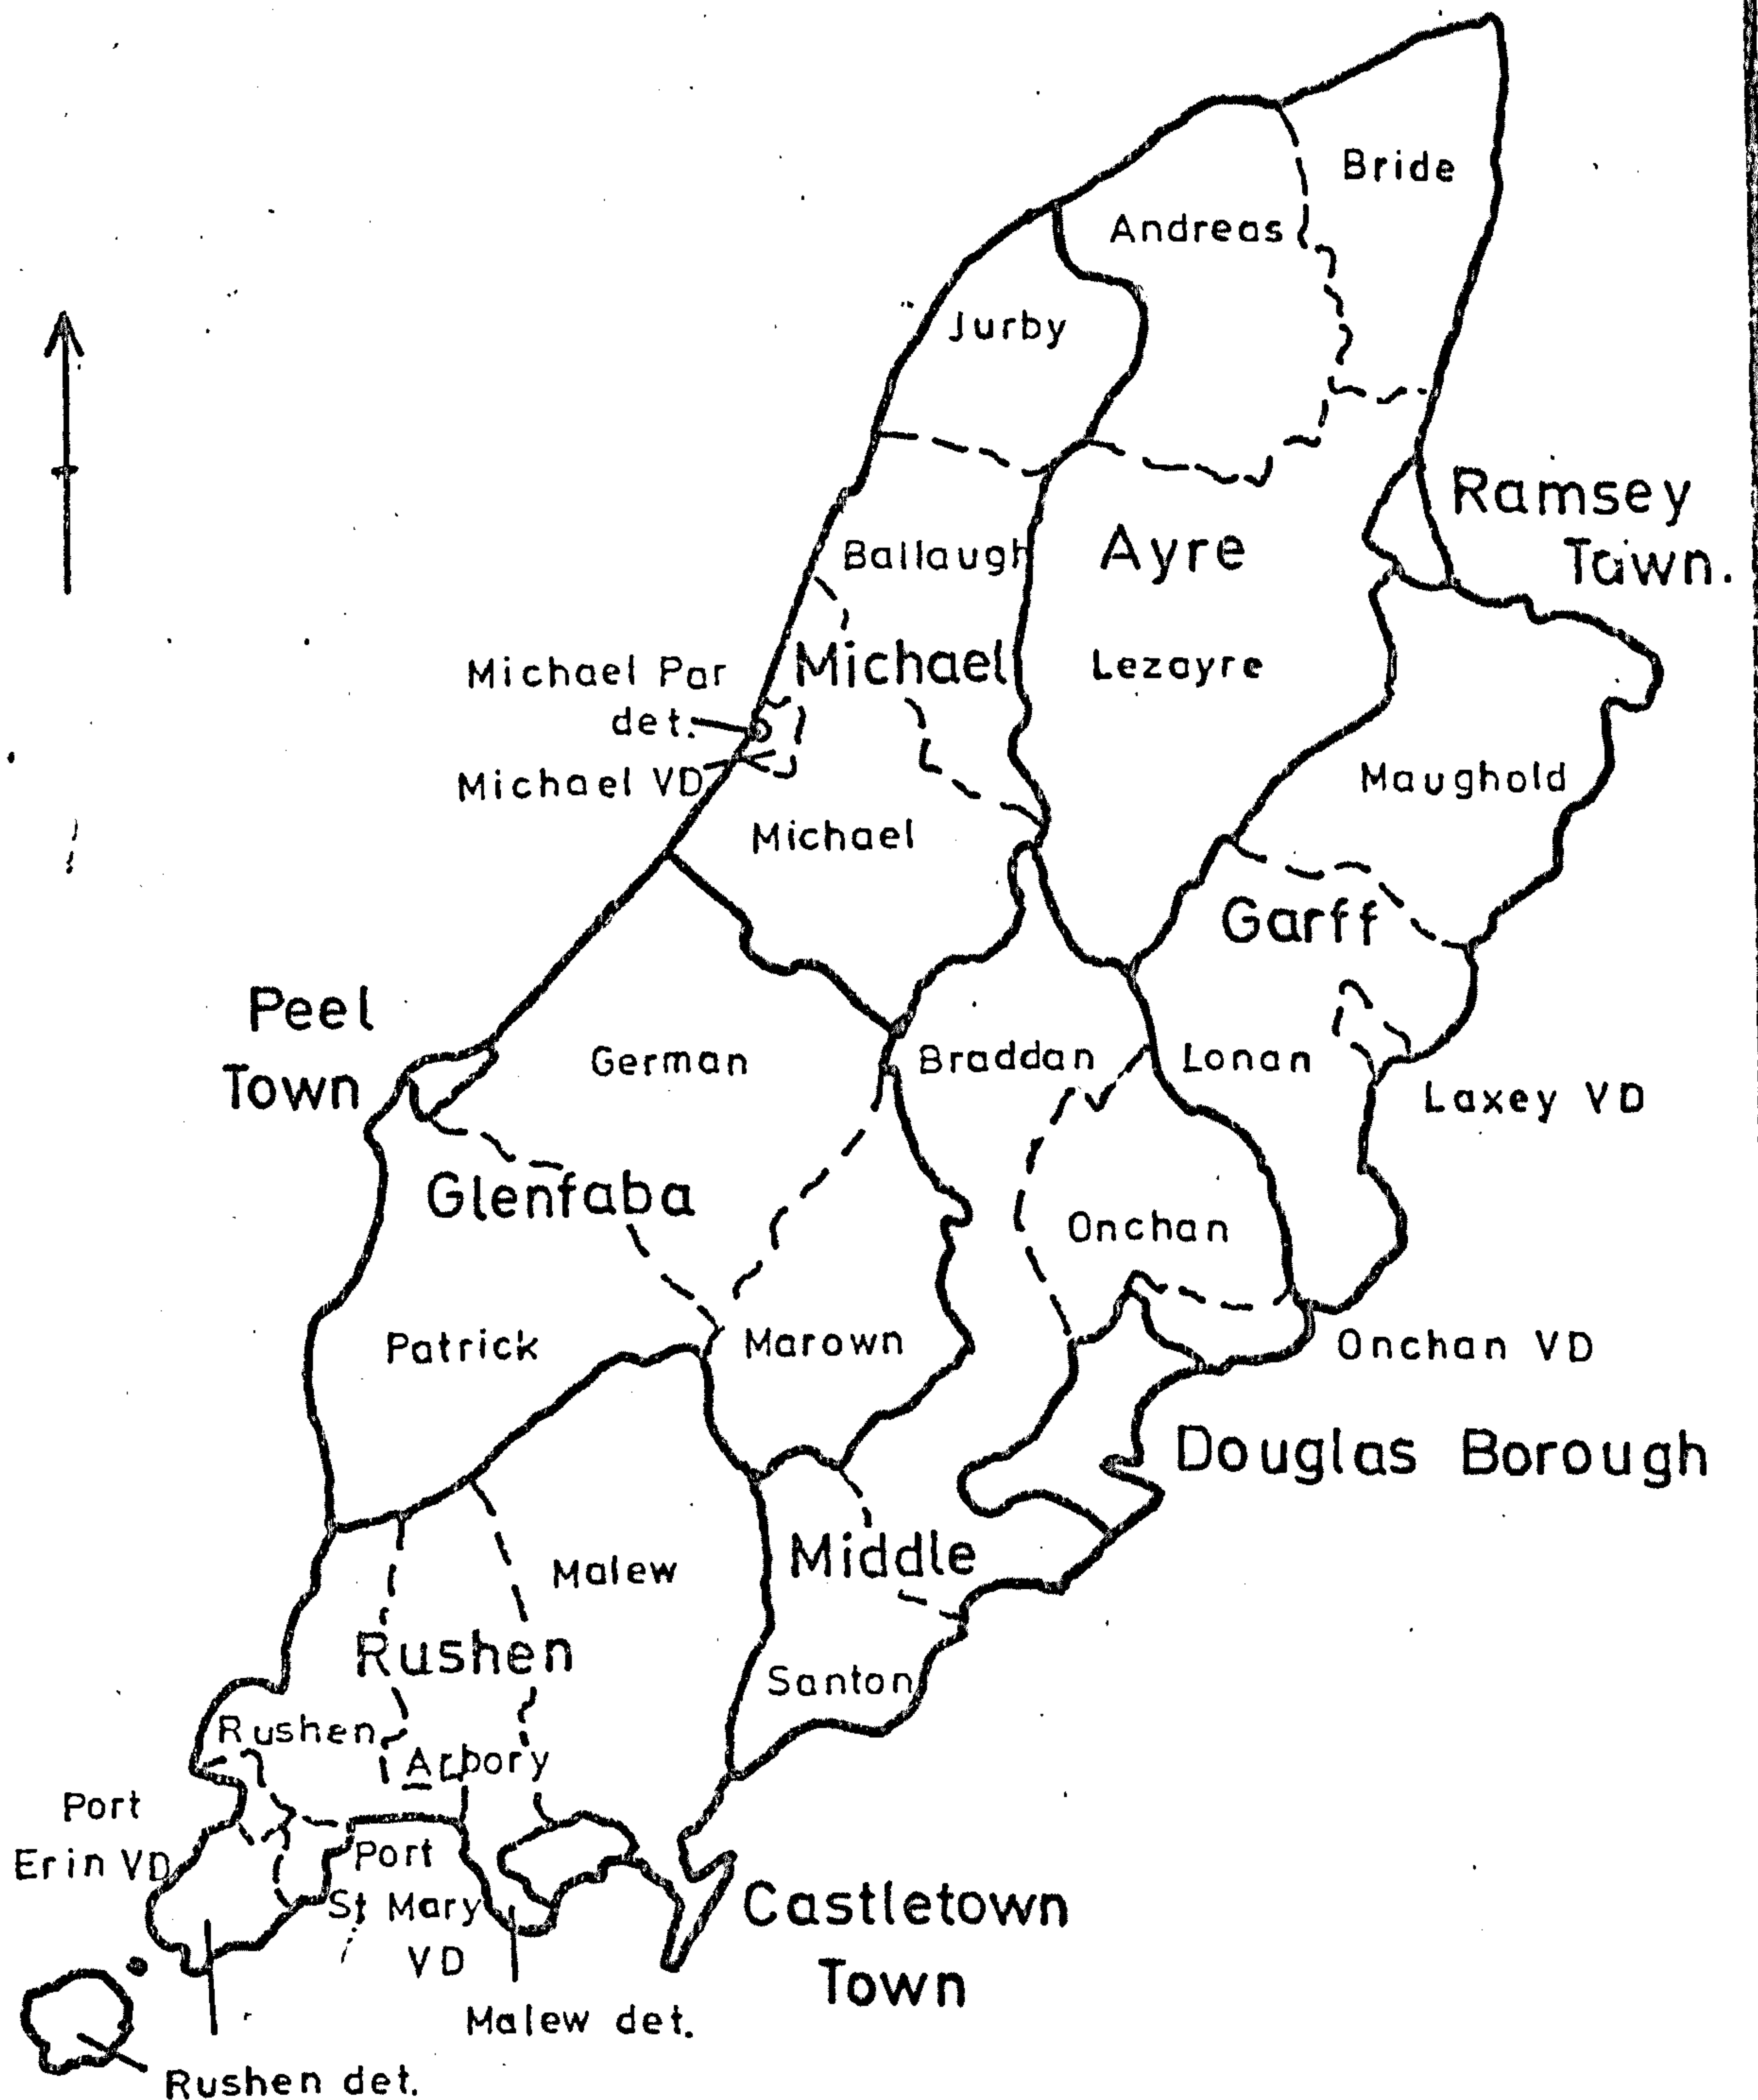 Bride
Andreas
Jurby
Ramsey
Town.
Ballaugh
Ayre
Michael Par
det.
Michael
Lezayre
Michael VD
Maughold
Michael
Garff
Peel
Town
German
Braddan
Lonan
Laxey VD
Glenfaba
Onchan
Patrick
Marown
Onchan VD
Douglas Borough
Malew
Middle
Rushen
Santon
Rushen
Arbory
Port
Erin VD
Port
St Mary
VD
Castletown
Town
Malew det.
Rushen det.